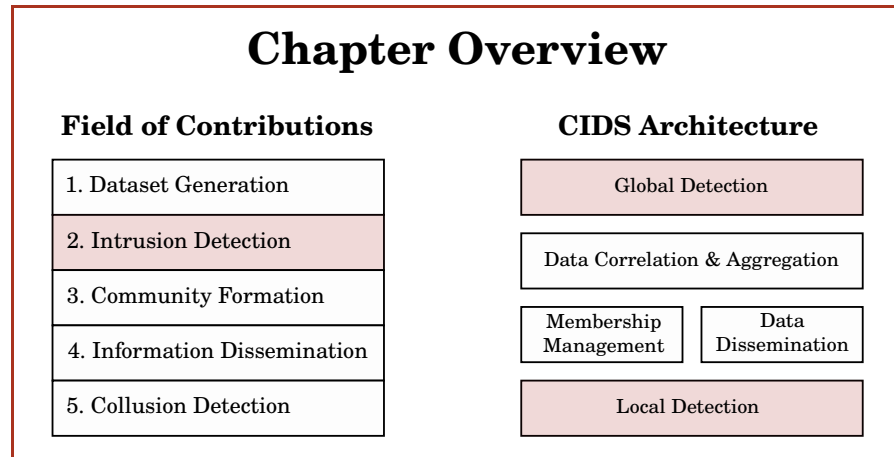 Chapter Overview
Field of Contributions
1. Dataset Generation
2. Intrusion Detection
3. Community Formation
4. Information Dissemination
5. Collusion Detection
CIDS Architecture
Global Detection
Data Correlation & Aggregation
Membership
Management
Data
Dissemination
Local Detection